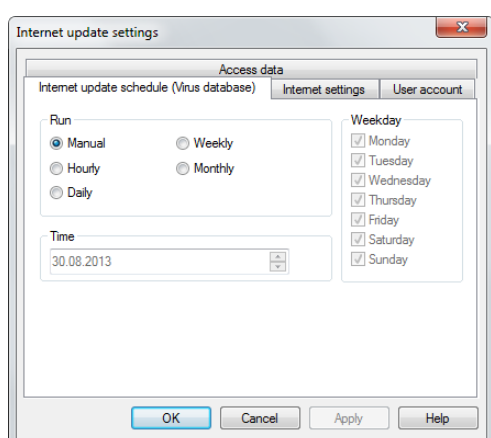 Internet update settings
Access data
Internet update schedule (Virus database) Internet settings User account
Run
Manual Weekly
Hourly Monthly
Daily
Time
30.08.2013
Weekday
Monday
Tuesday
Wednesday
Thursday
Friday
Saturday
Sunday
OK Cancel Apply Help